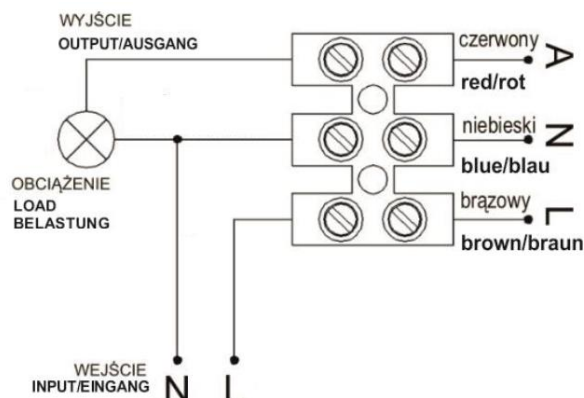 WYJŚCIE
OUTPUT/AUSGANG
czerwony
A
red/rot
niebieski
N
blue/blau
OBCIĄŻENIE
LOAD
BELASTUNG
brązowy
L
brown/braun
WEJŚCIE
INPUT/EINGANG
N
L